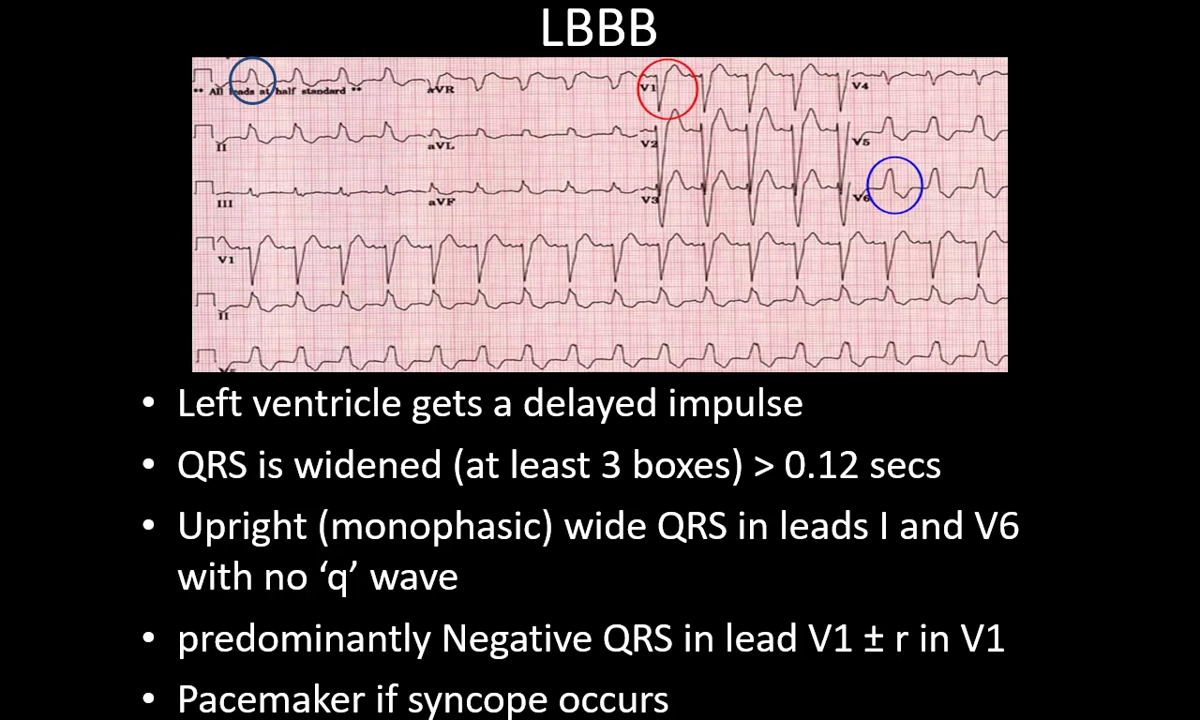 LBBB
** All leads at half standard **
aVR
V1
V4
II
aVL
V2
V5
III
aVF
V3
V6
V1
II
• Left ventricle gets a delayed impulse
• QRS is widened (at least 3 boxes) > 0.12 secs
• Upright (monophasic) wide QRS in leads I and V6
with no ‘q’ wave
• predominantly Negative QRS in lead V1 ± r in V1
• Pacemaker if syncope occurs